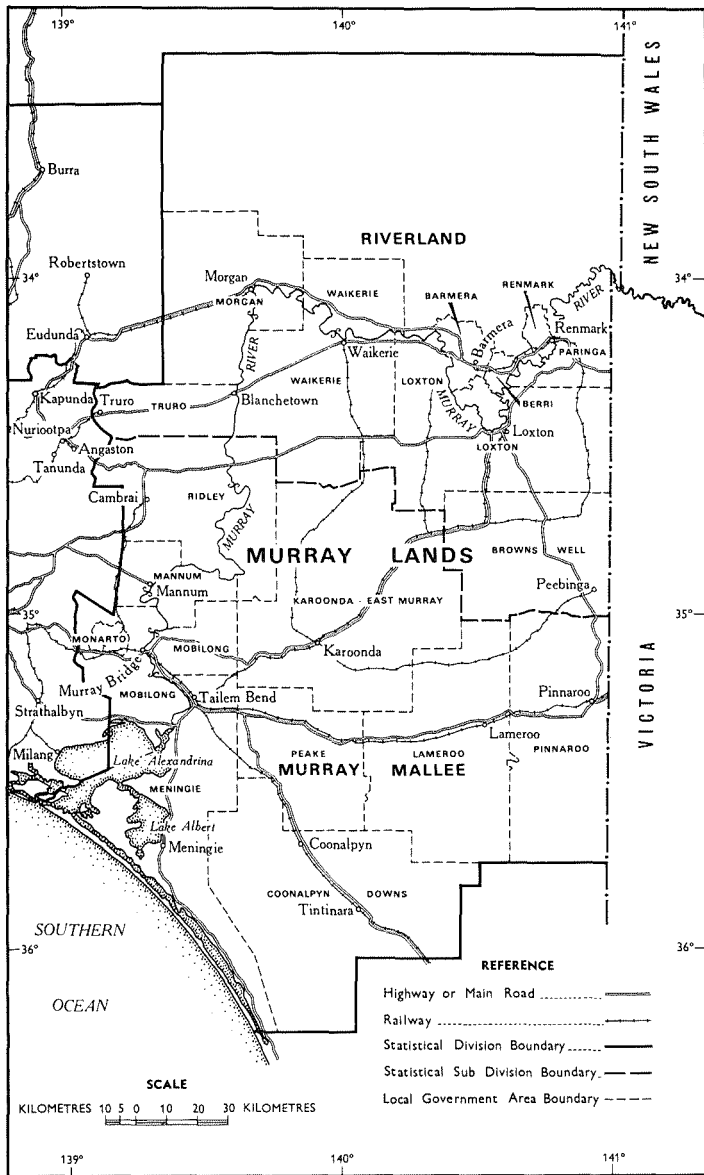 139°
140°
141°
NEW SOUTH WALES
Burra
RIVERLAND
Robertstown
34°
34°
Morgan
MORGAN
WAIKERIE
BARMERA
RENMARK
RIVER
Eudunda
RIVER
Waikerie
Barmera
Renmark
PARINGA
WAIKERIE
LOXTON
Kapunda
Truro
TRURO
Blanchetown
MURRAY
BERRI
Nuriootpa
Angaston
Loxton
LOXTON
Tanunda
Cambrai
RIDLEY
MURRAY
MURRAY LANDS
BROWNS WELL
MANNUM
Mannum
Peebinga
KAROONDA - EAST MURRAY
35°
35°
MONARTO
MOBILONG
Karoonda
Murray Bridge
MOBILONG
Tailem Bend
Pinnaroo
Strathalbyn
Lameroo
VICTORIA
Milang
Lake Alexandrina
PEAKE
LAMEROO
PINNAROO
MURRAY MALLEE
MENINGIE
Lake Albert
Meningie
Coonalpyn
COONALPYN DOWNS
Tintinara
SOUTHERN
OCEAN
36°
36°
REFERENCE
Highway or Main Road
Railway
Statistical Division Boundary
Statistical Sub Division Boundary
Local Government Area Boundary
SCALE
KILOMETRES 10 5 0 10 20 30 KILOMETRES
139°
140°
141°